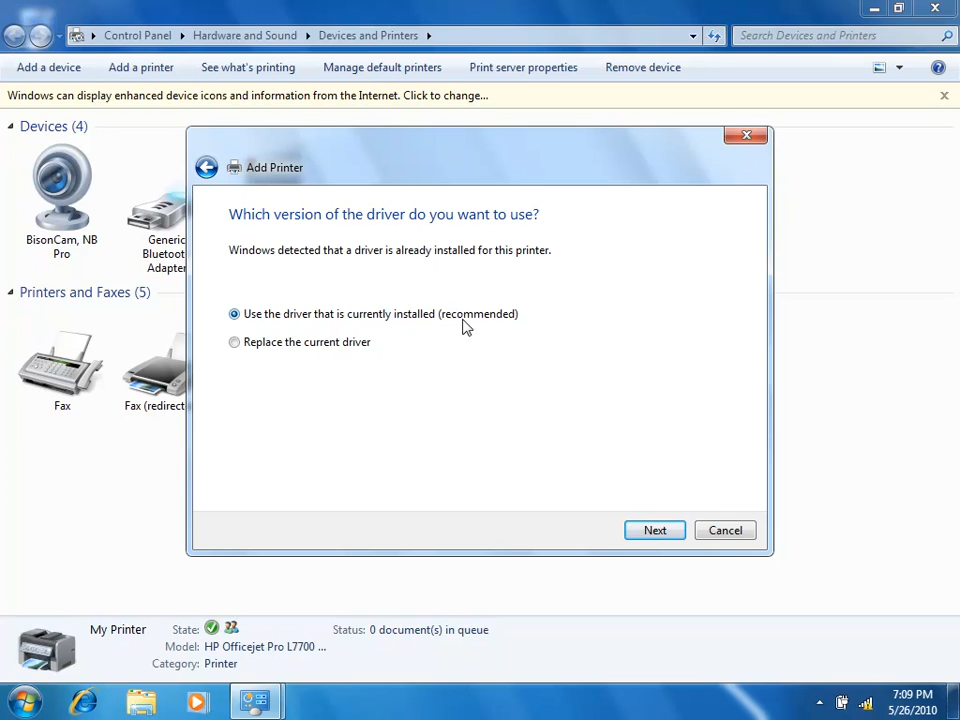 Control Panel
Hardware and Sound
Devices and Printers
Search Devices and Printers
Add a device
Add a printer
See what's printing
Manage default printers
Print server properties
Remove device
Windows can display enhanced device icons and information from the Internet. Click to change...
Devices (4)
BisonCam, NB
Pro
Generic
Bluetoot
Adapter
Printers and Faxes (5)
Fax
Fax (redirect
Add Printer
Which version of the driver do you want to use?
Windows detected that a driver is already installed for this printer.
Use the driver that is currently installed (recommended)
Replace the current driver
Next
Cancel
My Printer
State:
Status: 0 document(s) in queue
Model: HP Officejet Pro L7700 ...
Category: Printer
7:09 PM
5/26/2010